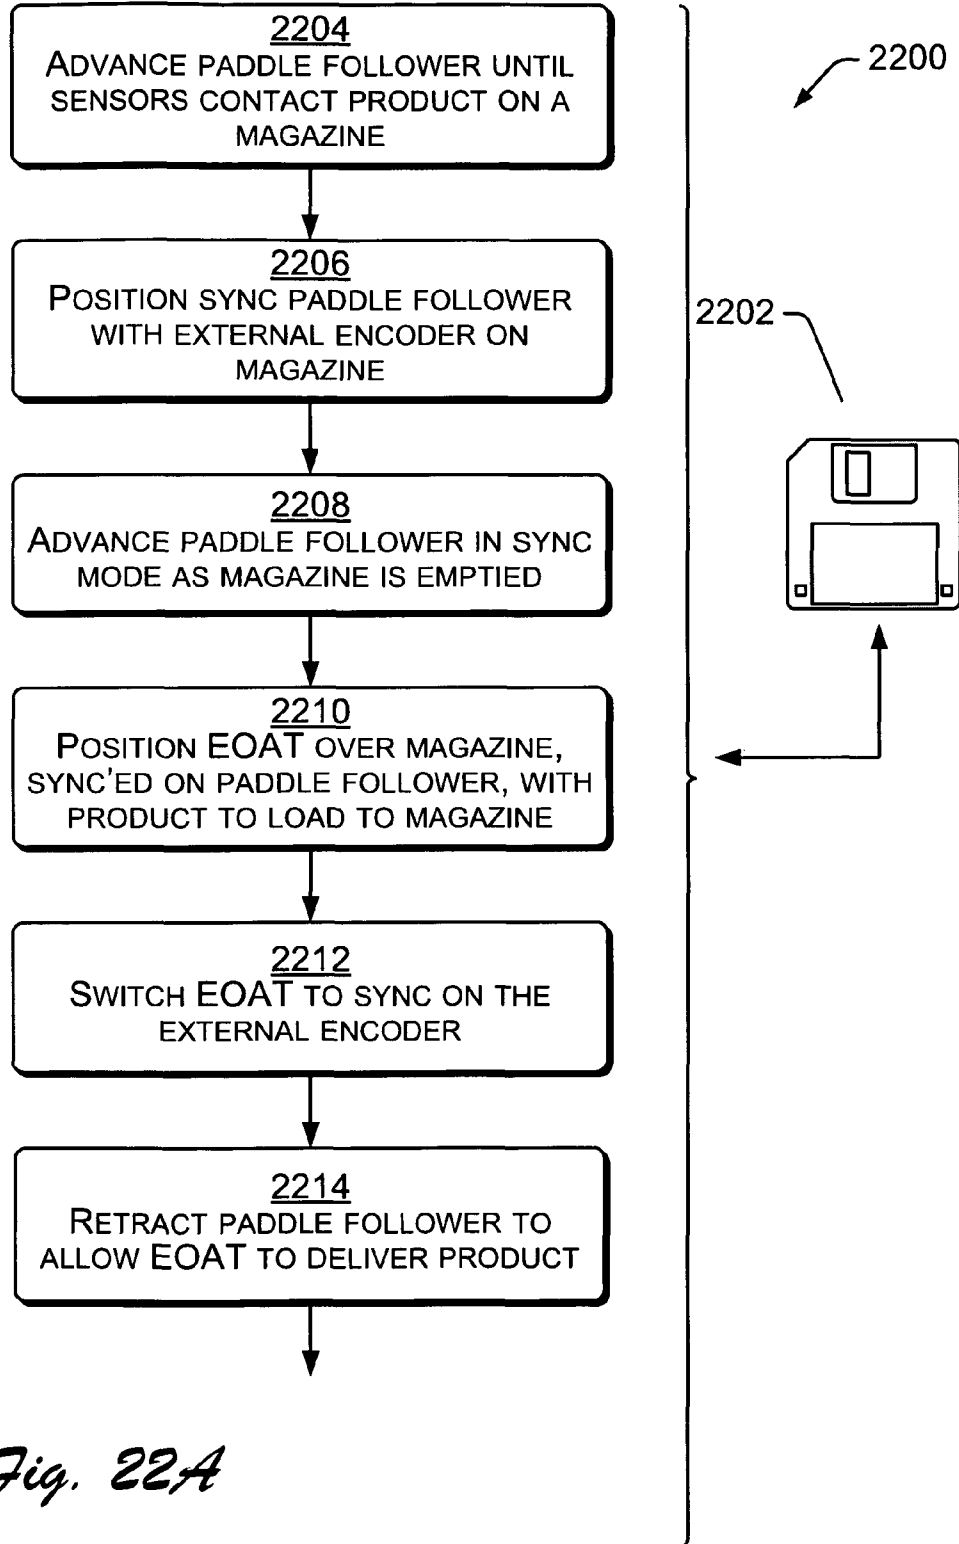 2204
ADVANCE PADDLE FOLLOWER UNTIL
SENSORS CONTACT PRODUCT ON A
MAGAZINE
2200
2206
POSITION SYNC PADDLE FOLLOWER
WITH EXTERNAL ENCODER ON
MAGAZINE
2202
2208
ADVANCE PADDLE FOLLOWER IN SYNC
MODE AS MAGAZINE IS EMPTIED
2210
POSITION EOAT OVER MAGAZINE,
SYNC'ED ON PADDLE FOLLOWER, WITH
PRODUCT TO LOAD TO MAGAZINE
2212
SWITCH EOAT TO SYNC ON THE
EXTERNAL ENCODER
2214
RETRACT PADDLE FOLLOWER TO
ALLOW EOAT TO DELIVER PRODUCT
Fig. 22A